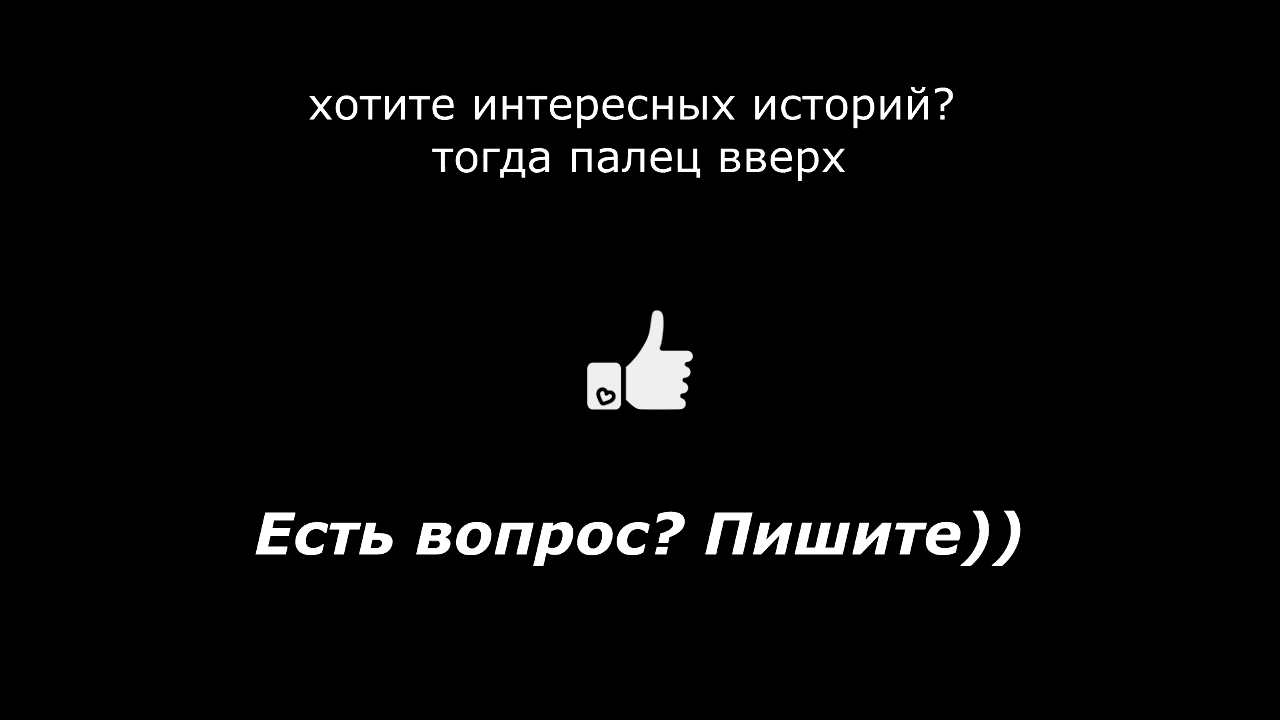 хотите интересных историй?
тогда палец вверх
Есть вопрос? Пишите))